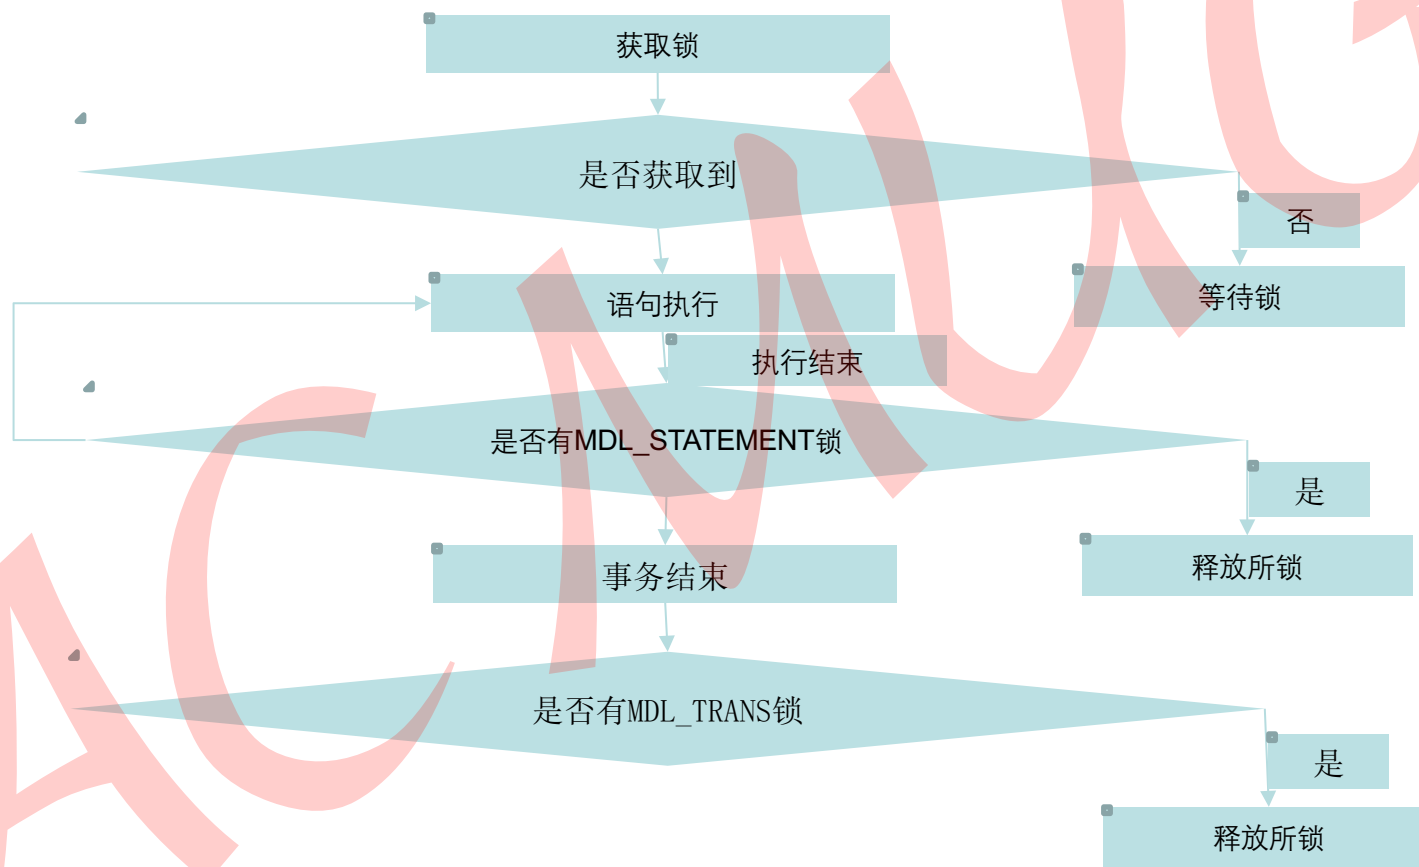 获取锁
是否获取到
否
语句执行
等待锁
执行结束
是否有MDL_STATEMENT锁
是
事务结束
释放所锁
是否有MDL_TRANS锁
是
释放所锁
ACMUG